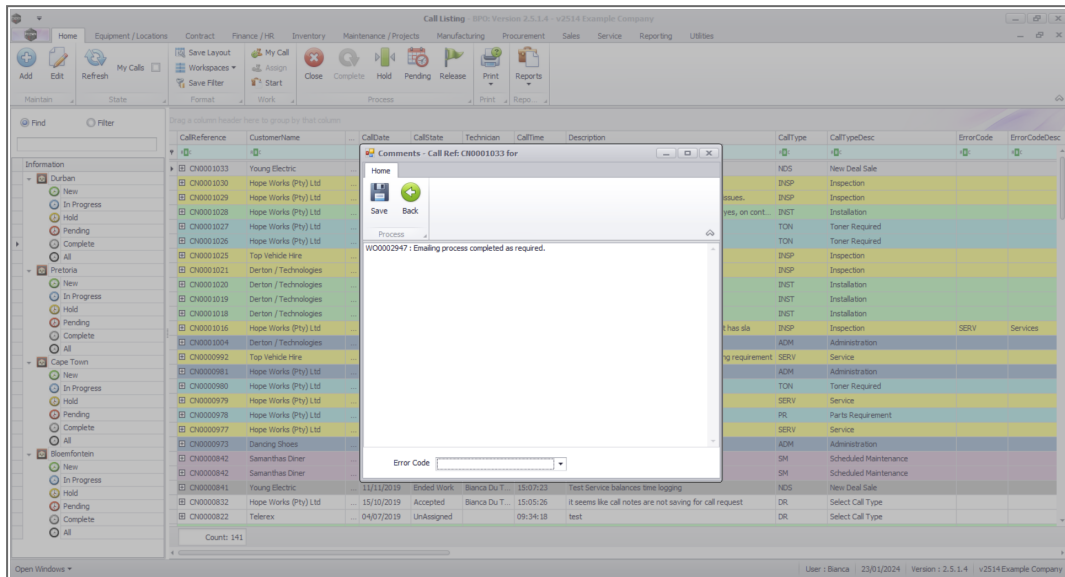 Call Listing - BPO: Version 2.5.1.4 - v2514 Example Company
Home Equipment / Locations Contract Finance / HR Inventory Maintenance / Projects Manufacturing Procurement Sales Service Reporting Utilities
Add Edit Refresh My Calls Save Layout Workspaces Save Filter My Call Assign Start Close Complete Hold Pending Release Print Reports
Maintain State Format Work Process Print Repo...
Find Filter
Drag a column header here to group by that column
CallReference CustomerName ... CallDate CallState Technician CallTime Description CallType CallTypeDesc ErrorCode ErrorCodeDesc
Information
Durban
New
In Progress
Hold
Pending
Complete
All
Pretoria
New
In Progress
Hold
Pending
Complete
All
Cape Town
New
In Progress
Hold
Pending
Complete
All
Bloemfontein
New
In Progress
Hold
Pending
Complete
All
CN0001033 Young Electric ... NDS New Deal Sale
CN0001030 Hope Works (Pty) Ltd ... INSP Inspection
CN0001029 Hope Works (Pty) Ltd ... issues. INSP Inspection
CN0001028 Hope Works (Pty) Ltd ... yes, on cont... INST Installation
CN0001027 Hope Works (Pty) Ltd ... TON Toner Required
CN0001026 Hope Works (Pty) Ltd ... TON Toner Required
CN0001025 Top Vehicle Hire ... INSP Inspection
CN0001021 Derton / Technologies ... INSP Inspection
CN0001020 Derton / Technologies ... INST Installation
CN0001019 Derton / Technologies ... INST Installation
CN0001018 Derton / Technologies ... INST Installation
CN0001016 Hope Works (Pty) Ltd ... t has sla INSP Inspection SERV Services
CN0001004 Derton / Technologies ... ADM Administration
CN0000992 Top Vehicle Hire ... ng requirement SERV Service
CN0000981 Hope Works (Pty) Ltd ... ADM Administration
CN0000980 Hope Works (Pty) Ltd ... TON Toner Required
CN0000979 Hope Works (Pty) Ltd ... SERV Service
CN0000978 Hope Works (Pty) Ltd ... PR Parts Requirement
CN0000977 Hope Works (Pty) Ltd ... SERV Service
CN0000973 Dancing Shoes ... ADM Administration
CN0000842 Samanthas Diner ... SM Scheduled Maintenance
CN0000842 Samanthas Diner ... SM Scheduled Maintenance
CN0000841 Young Electric ... 11/11/2019 Ended Work Bianca Du T... 15:07:23 Test Service balances time logging NDS New Deal Sale
CN0000832 Hope Works (Pty) Ltd ... 15/10/2019 Accepted Bianca Du T... 15:05:26 it seems like call notes are not saving for call request DR Select Call Type
CN0000822 Telerex ... 04/07/2019 UnAssigned 09:34:18 test DR Select Call Type
Count: 141
Comments - Call Ref: CN0001033 for
Home
Save Back
Process
WO0002947 : Emailing process completed as required.
Error Code
Open Windows User : Bianca 23/01/2024 Version : 2.5.1.4 v2514 Example Company